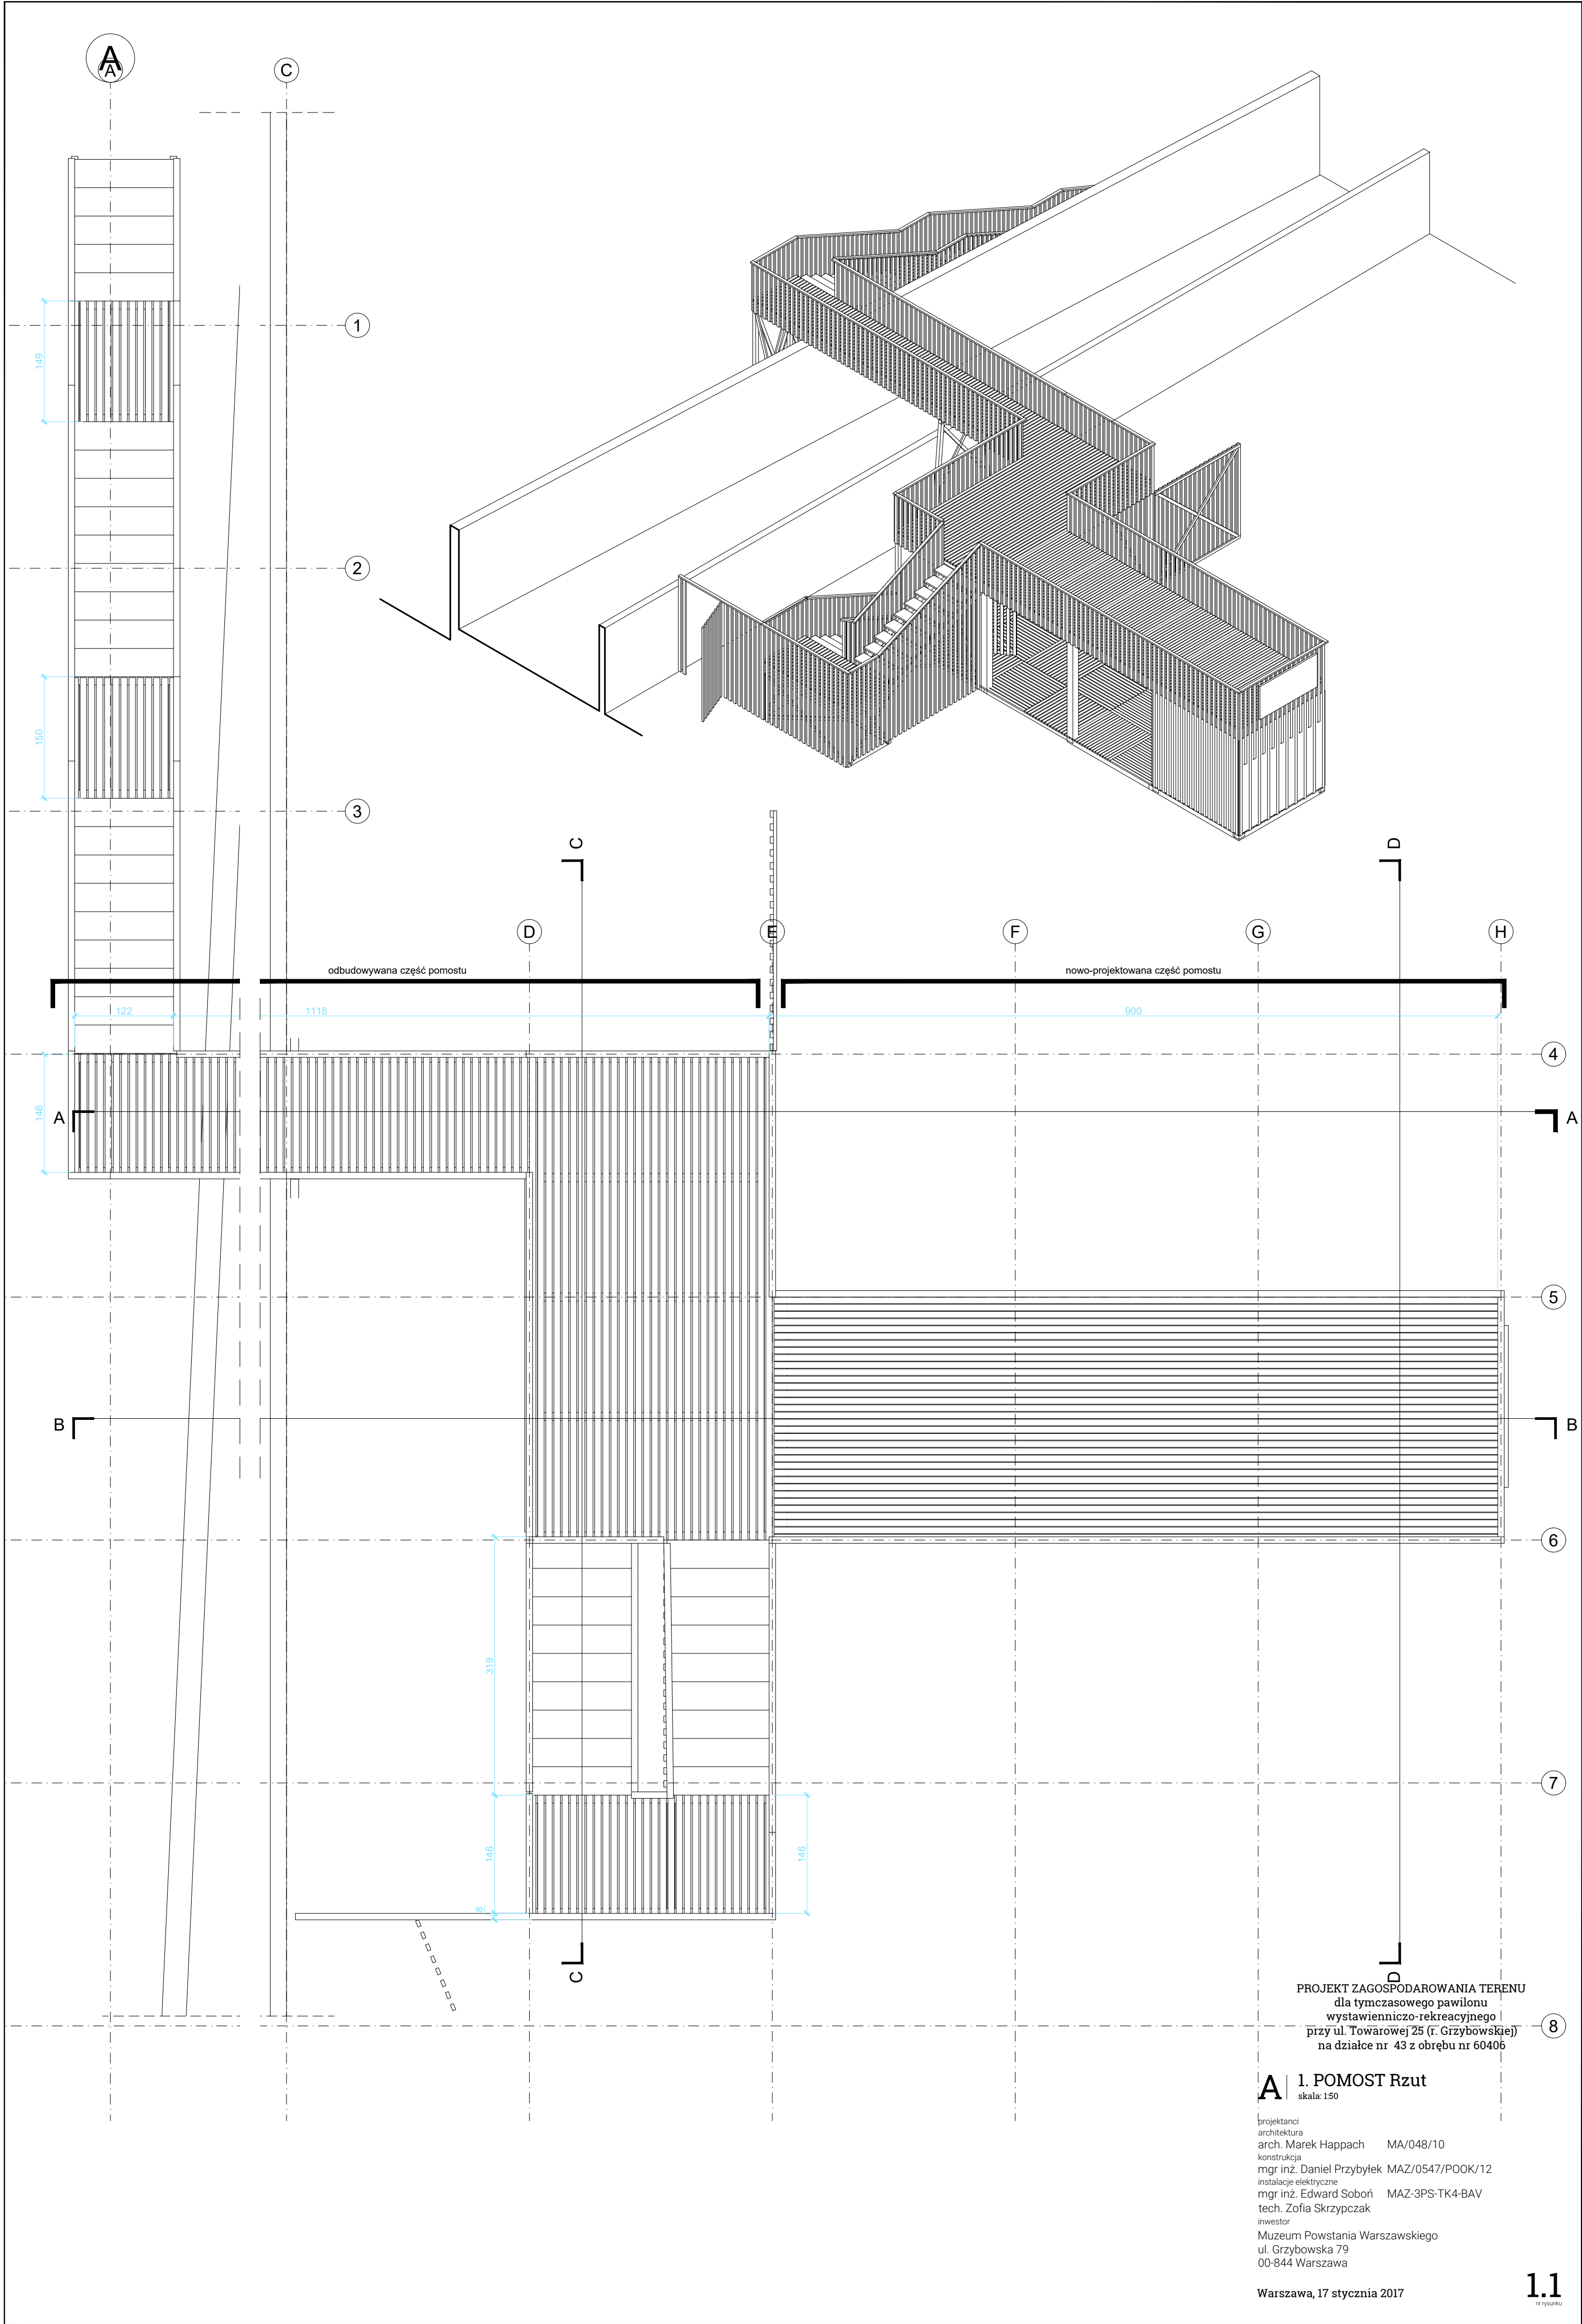 A
A
C
1
149
2
150
3
C
D
D
E
F
G
H
odbudowywana część pomostu
nowo-projektowana część pomostu
122
1118
900
4
146
A
A
5
B
B
6
319
7
146
146
8
C
D
PROJEKT ZAGOSPODAROWANIA TERENU
dla tymczasowego pawilonu
wystawienniczo-rekreacyjnego
przy ul. Towarowej 25 (r. Grzybowskiej)
na działce nr 43 z obrębu nr 60406
8
A 1. POMOST Rzut
skala: 1:50
projektanci
architektura
arch. Marek Happach MA/048/10
konstrukcja
mgr inż. Daniel Przybyłek MAZ/0547/POOK/12
instalacje elektryczne
mgr inż. Edward Soboń MAZ-3PS-TK4-BAV
tech. Zofia Skrzypczak
inwestor
Muzeum Powstania Warszawskiego
ul. Grzybowska 79
00-844 Warszawa
Warszawa, 17 stycznia 2017
1.1
nr rysunku